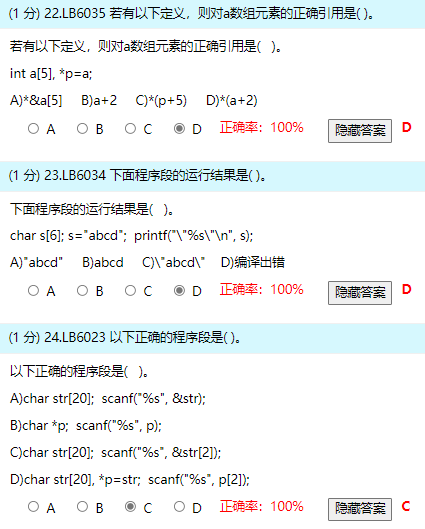 (1 分) 22.LB6035 若有以下定义，则对a数组元素的正确引用是( )。
若有以下定义，则对a数组元素的正确引用是( )。
int a[5], *p=a;
A)*&a[5] B)a+2 C)*(p+5) D)*(a+2)
A B C D 正确率：100% 隐藏答案 D
(1 分) 23.LB6034 下面程序段的运行结果是( )。
下面程序段的运行结果是( )。
char s[6]; s="abcd"; printf("\"%s\"\n", s);
A)"abcd" B)abcd C)\"abcd\" D)编译出错
A B C D 正确率：100% 隐藏答案 D
(1 分) 24.LB6023 以下正确的程序段是( )。
以下正确的程序段是( )。
A)char str[20]; scanf("%s", &str);
B)char *p; scanf("%s", p);
C)char str[20]; scanf("%s", &str[2]);
D)char str[20], *p=str; scanf("%s", p[2]);
A B C D 正确率：100% 隐藏答案 C